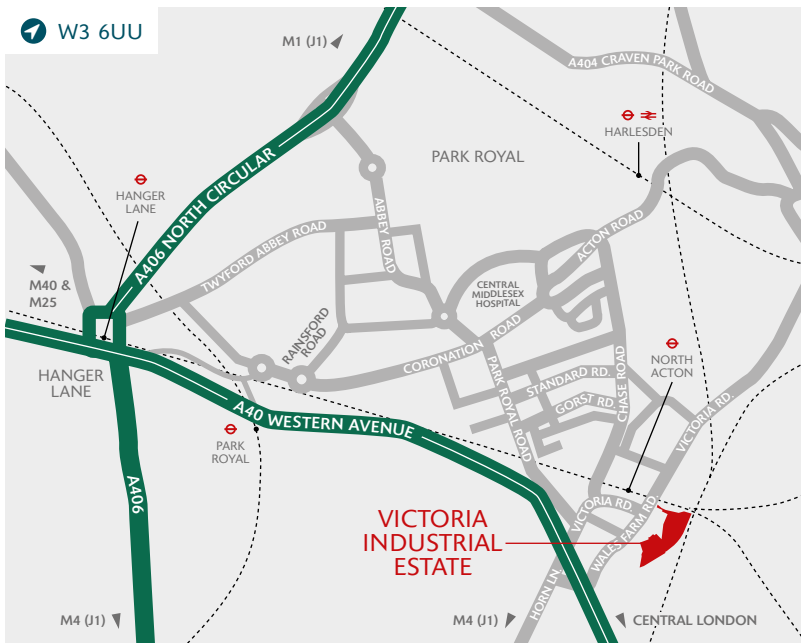 W3 6UU
M1 (J1)
A404 CRAVEN PARK ROAD
HARLESDEN
PARK ROYAL
HANGER
LANE
A406 NORTH CIRCULAR
ABBEY ROAD
ACTON ROAD
TWYFORD ABBEY ROAD
M40 &
M25
CENTRAL
MIDDLESEX
HOSPITAL
RAINSFORD
ROAD
CORONATION ROAD
NORTH
ACTON
HANGER
LANE
PARK ROYAL ROAD
STANDARD RD.
GORST RD.
CHASE ROAD
VICTORIA RD.
A40 WESTERN AVENUE
PARK
ROYAL
A406
VICTORIA
INDUSTRIAL
ESTATE
VICTORIA RD.
WALES FARM RD.
HORN LN.
M4 (J1)
M4 (J1)
CENTRAL LONDON